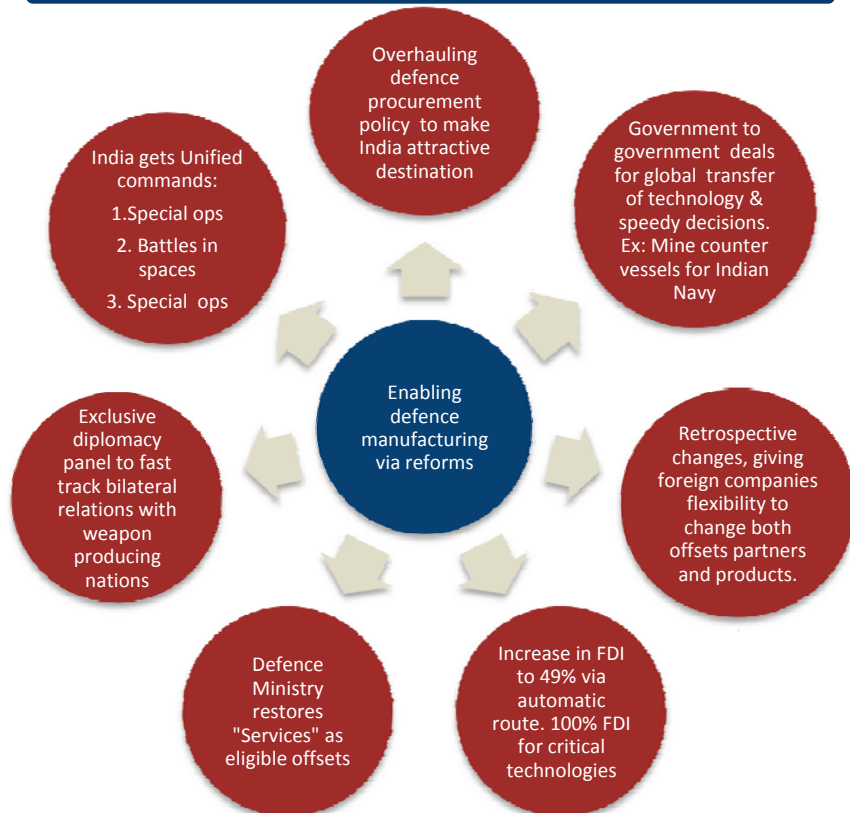 Overhauling
defence
procurement
policy to make
India attractive
destination
Government to
government deals
for global transfer
of technology &
speedy decisions.
Ex: Mine counter
vessels for Indian
Navy
Retrospective
changes, giving
foreign companies
flexibility to
change both
offsets partners
and products.
Increase in FDI
to 49% via
automatic
route. 100% FDI
for critical
technologies
Defence
Ministry
restores
"Services" as
eligible offsets
Exclusive
diplomacy
panel to fast
track bilateral
relations with
weapon
producing
nations
India gets Unified
commands:
1.Special ops
2. Battles in
spaces
3. Special ops
Enabling
defence
manufacturing
via reforms